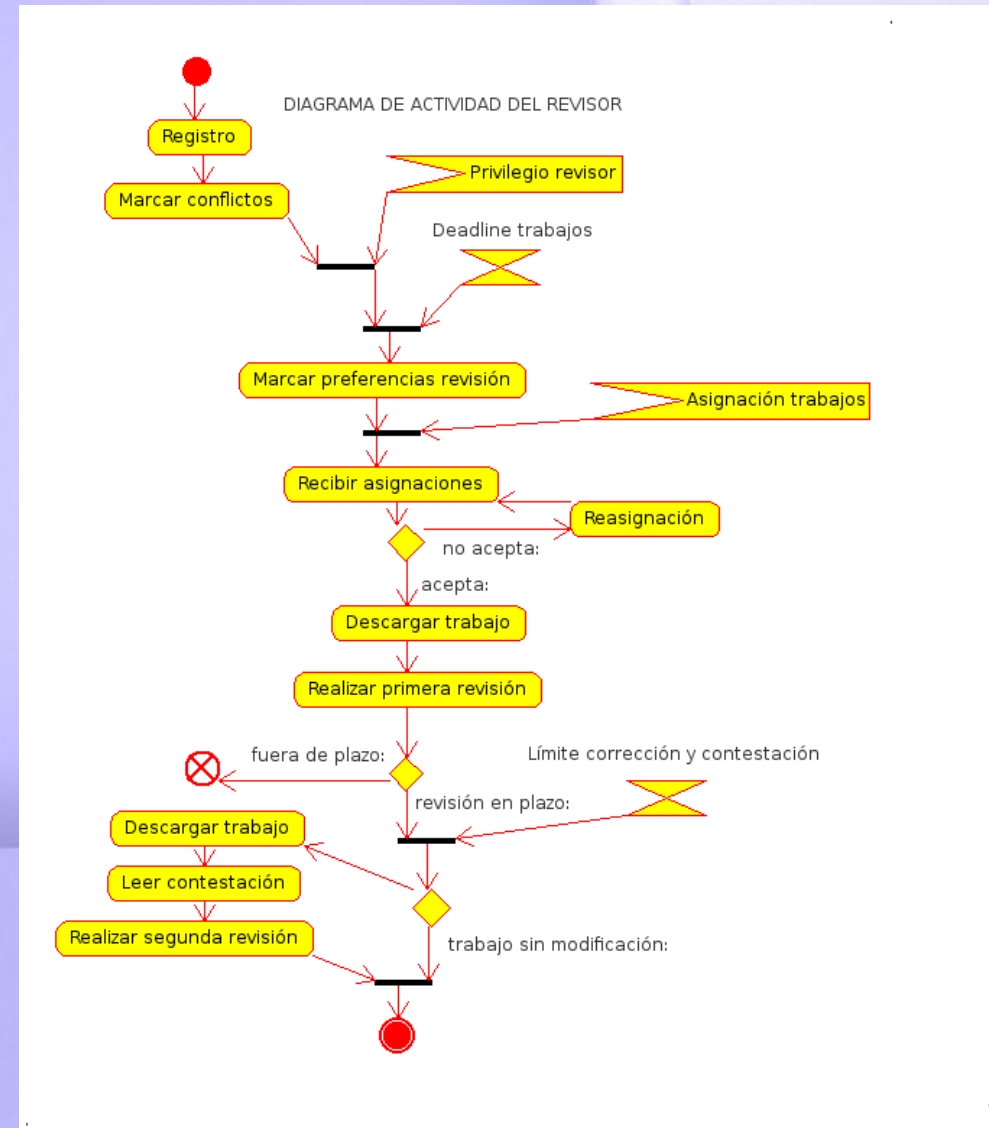 DIAGRAMA DE ACTIVIDAD DEL REVISOR
Registro
Privilegio revisor
Marcar conflictos
Deadline trabajos
Marcar preferencias revisión
Asignación trabajos
Recibir asignaciones
Reasignación
no acepta:
acepta:
Descargar trabajo
Realizar primera revisión
fuera de plazo:
Límite corrección y contestación
revisión en plazo:
Descargar trabajo
Leer contestación
Realizar segunda revisión
trabajo sin modificación: